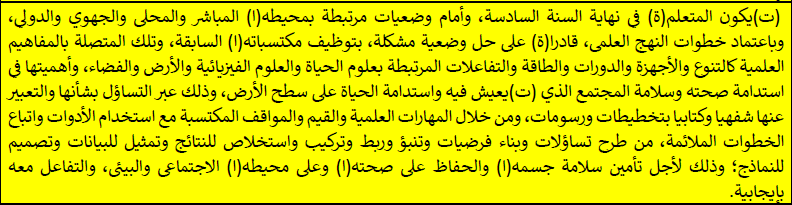 (ت)يكون المتعلم(ة) في نهاية السنة السادسة، وأمام وضعيات مرتبطة بمحيطه(ا) المباشر والمحلي والجهوي والدولي،
وباعتماد خطوات النهج العلمي، قادرا(ة) على حل وضعية مشكلة، بتوظيف مكتسباته(ا) السابقة، وتلك المتصلة بالمفاهيم
العلمية كالتنوع والأجهزة والدورات والطاقة والتفاعلات المرتبطة بعلوم الحياة والعلوم الفيزيائية والأرض والفضاء، وأهميتها في
استدامة صحته وسلامة المجتمع الذي (ت)يعيش فيه واستدامة الحياة على سطح الأرض، وذلك عبر التساؤل بشأنها والتعبير
عنها شفهيا وكتابيا بتخطيطات ورسومات، ومن خلال المهارات العلمية والقيم والمواقف المكتسبة مع استخدام الأدوات واتباع
الخطوات الملائمة، من طرح تساؤلات وبناء فرضيات وتنبؤ وربط وتركيب واستخلاص للنتائج وتمثيل للبيانات وتصميم
للنماذج؛ وذلك لأجل تأمين سلامة جسمه(ا) والحفاظ على صحته(ا) وعلى محيطه(ا) الاجتماعي والبيئي، والتفاعل معه
بإيجابية.